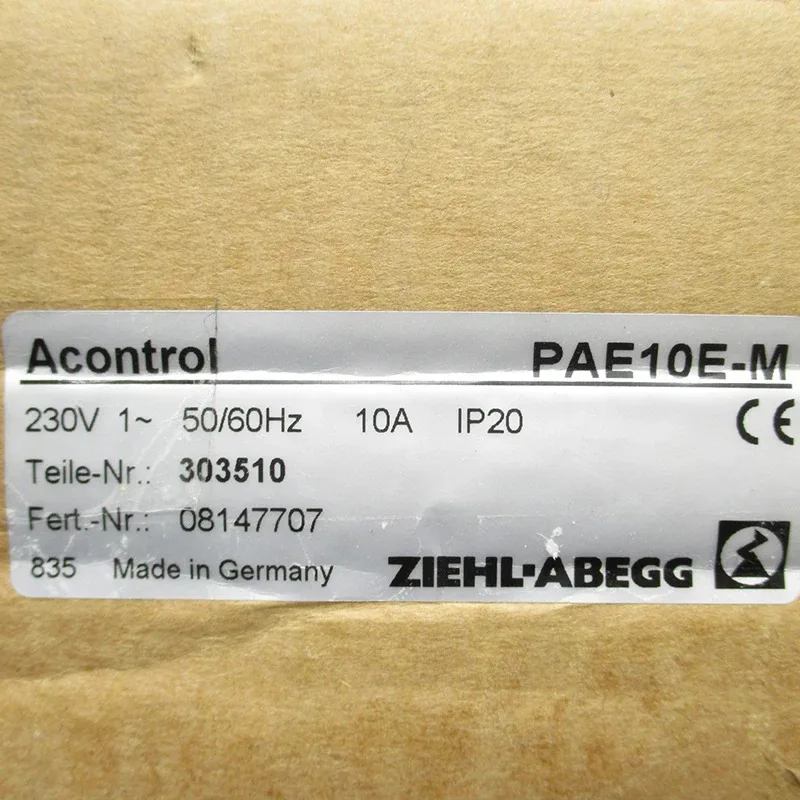 Acontrol PAE10E-M
230V 1~ 50/60Hz 10A IP20 CE
Teile-Nr.: 303510
Fert.-Nr.: 08147707
835 Made in Germany ZIEHL-ABEGG